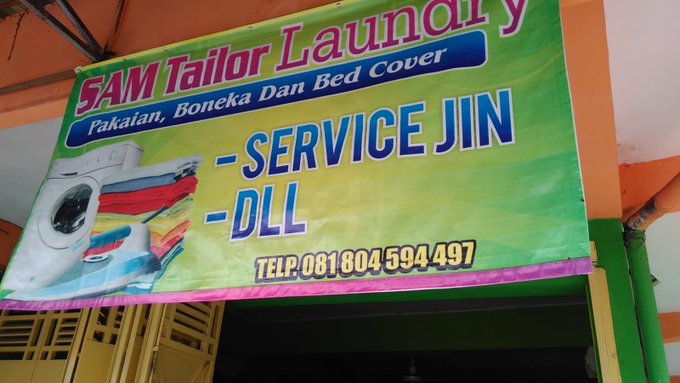 SAM Tailor Laundry
Pakaian, Boneka Dan Bed Cover
- SERVICE JIN
- DLL
TELP. 081 804 594 497